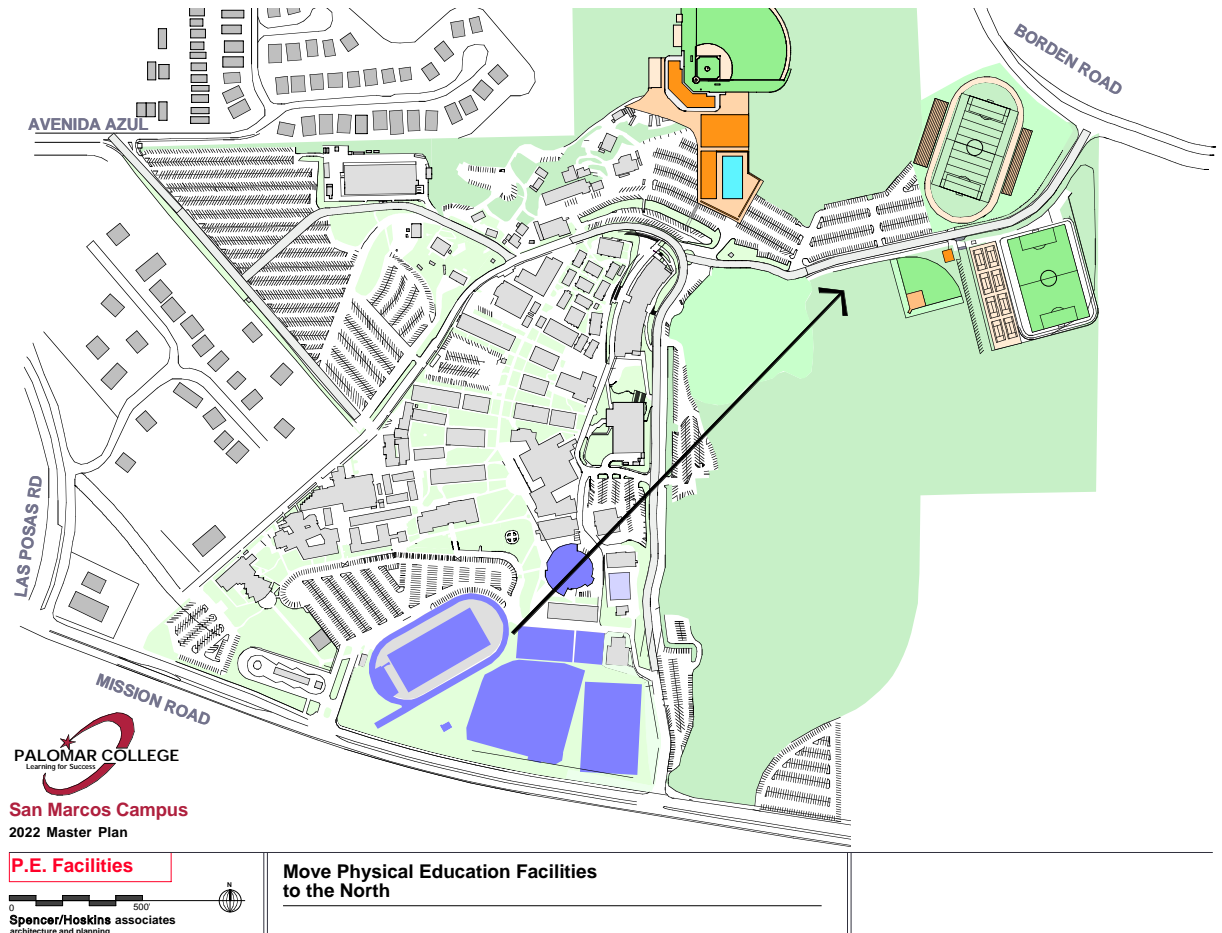 BORDEN ROAD
AVENIDA AZUL
LAS POSAS RD
MISSION ROAD
PALOMAR COLLEGE
Learning for Success
San Marcos Campus
2022 Master Plan
P.E. Facilities
0 500'
N
Spencer/Hoskins associates
architecture and planning
Move Physical Education Facilities
to the North